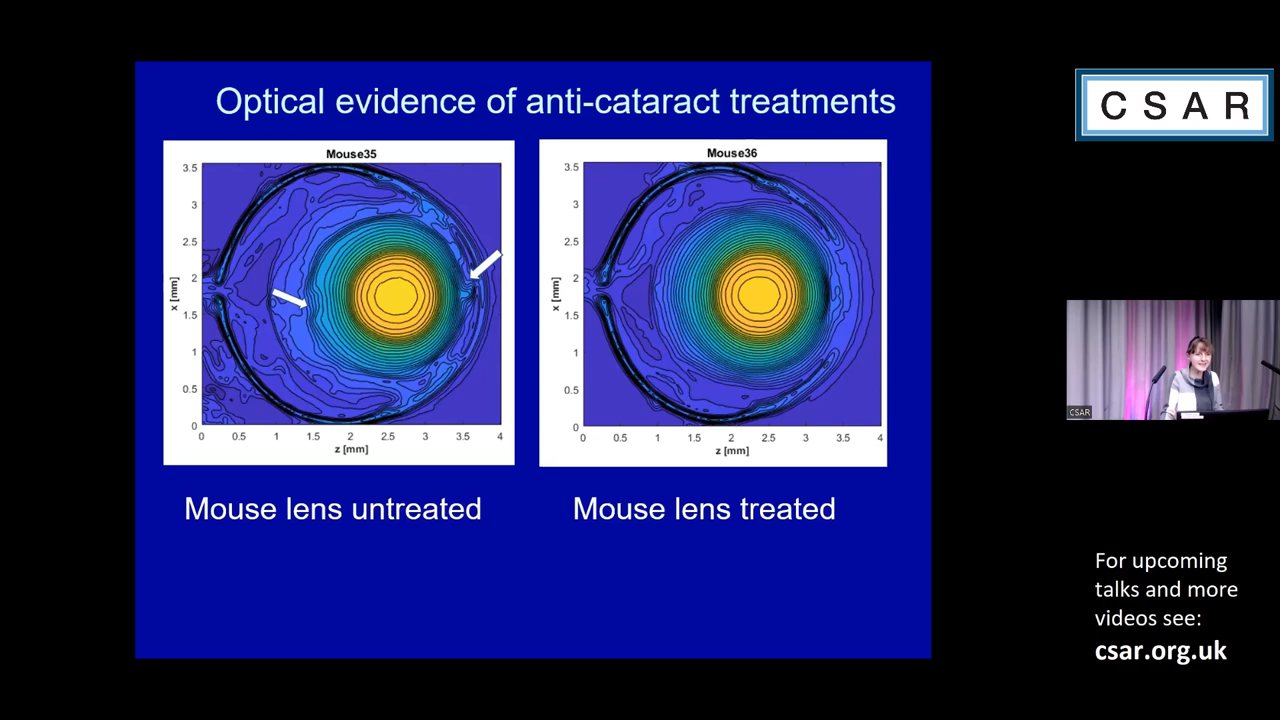 Optical evidence of anti-cataract treatments
Mouse35
3.5
3
2.5
2
1.5
1
0.5
0
x [mm]
0 0.5 1 1.5 2 2.5 3 3.5 4
z [mm]
Mouse36
3.5
3
2.5
2
1.5
1
0.5
0
x [mm]
0 0.5 1 1.5 2 2.5 3 3.5 4
z [mm]
Mouse lens untreated
Mouse lens treated
CSAR
CSAR
For upcoming
talks and more
videos see:
csar.org.uk